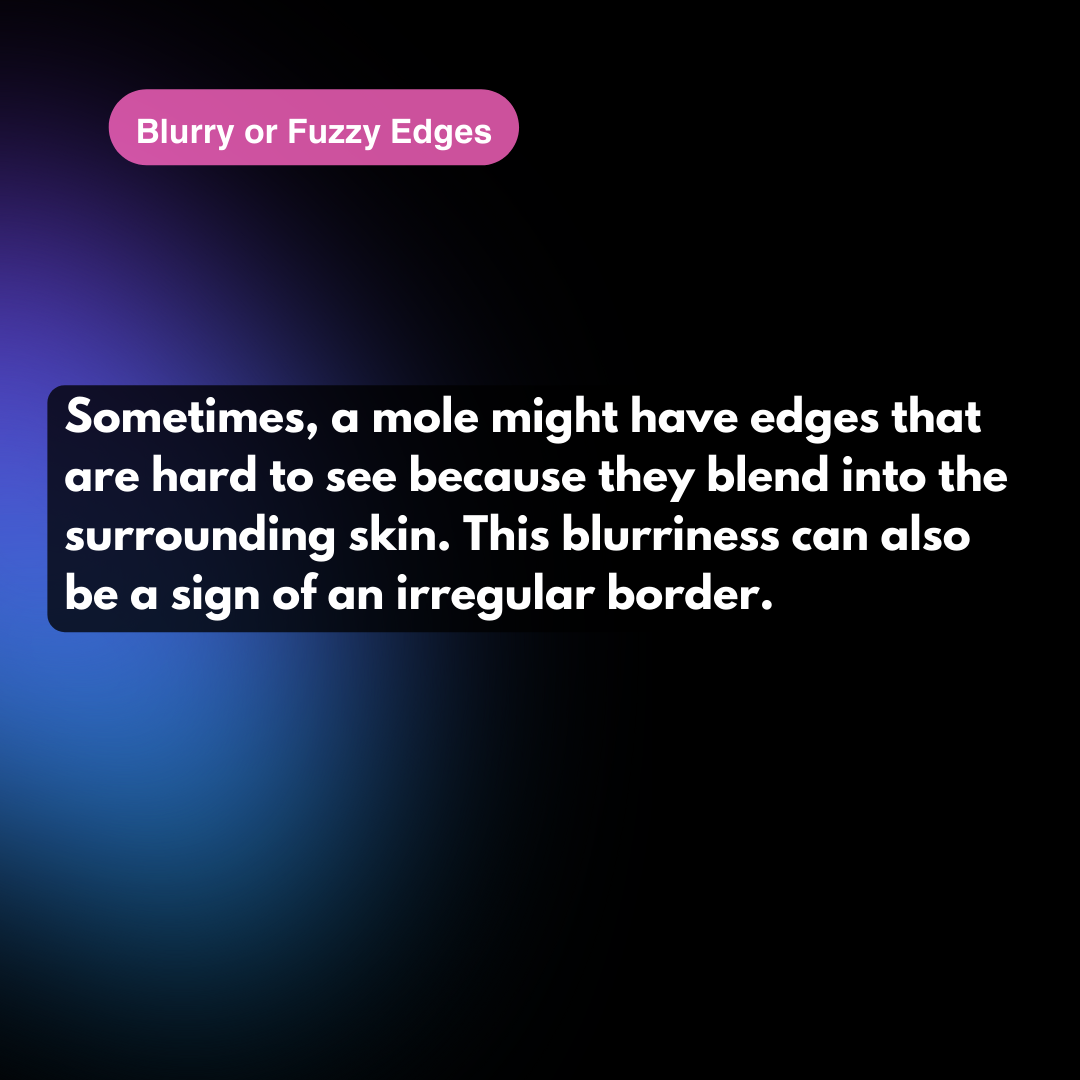 Blurry or Fuzzy Edges
Sometimes, a mole might have edges that
are hard to see because they blend into the
surrounding skin. This blurriness can also
be a sign of an irregular border.